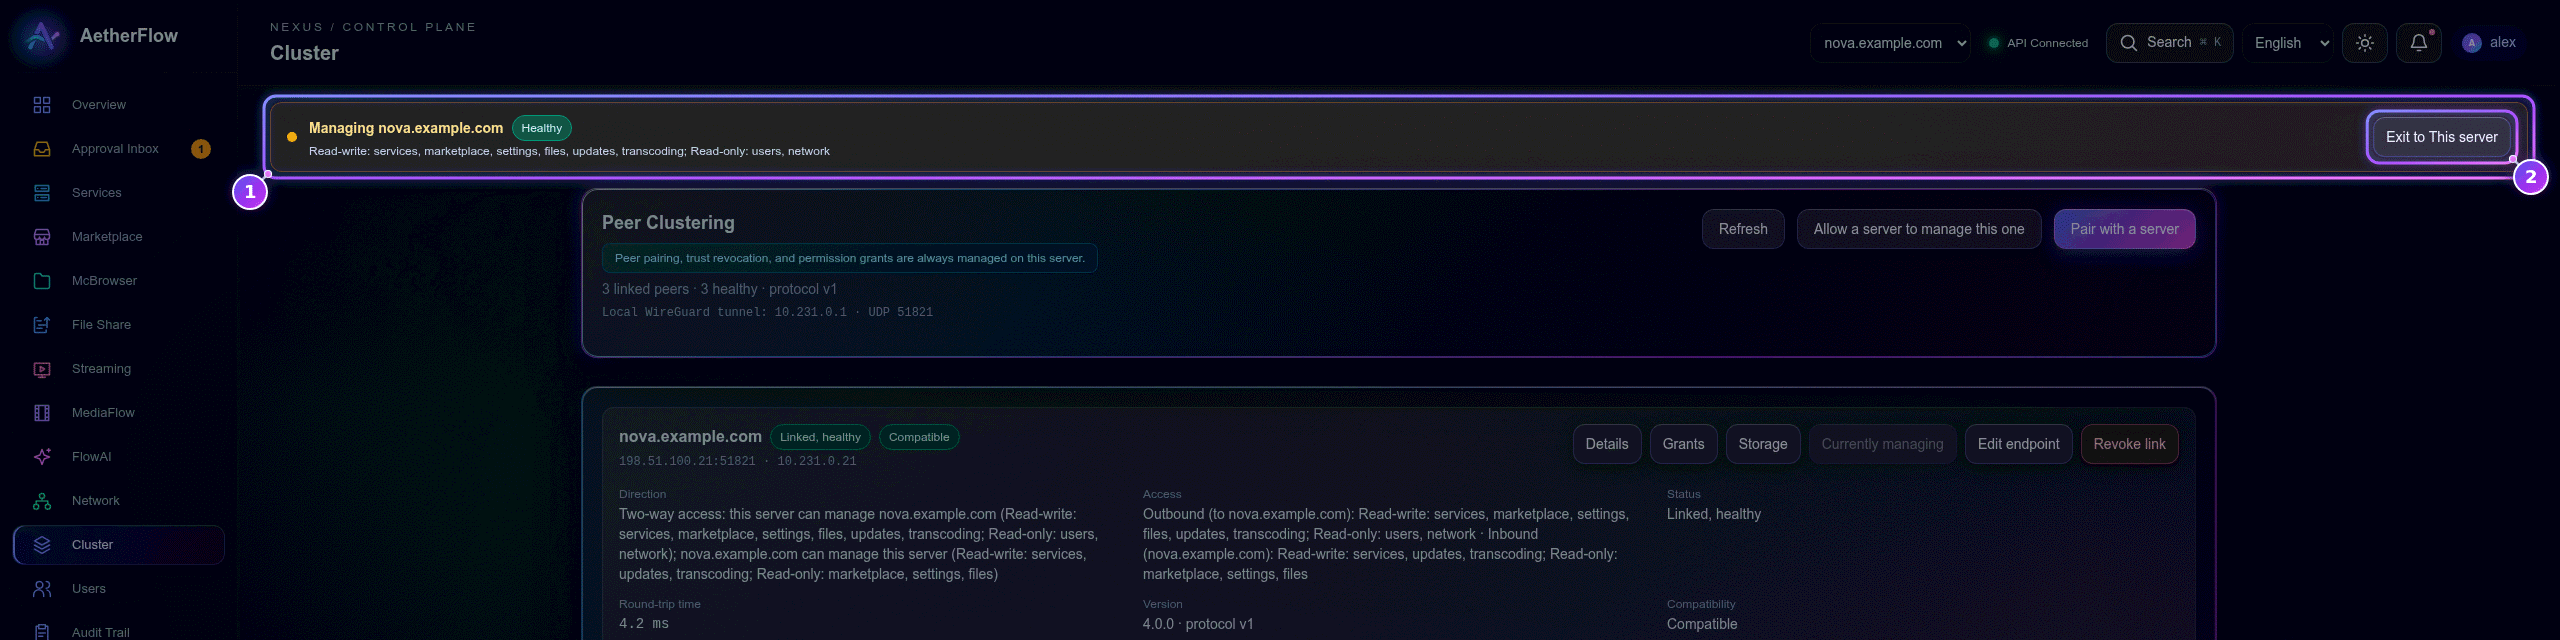 AetherFlow
NEXUS / CONTROL PLANE
Cluster
nova.example.com
API Connected
Search ⌘ K
English
A alex
Overview
Approval Inbox 1
Services
Marketplace
McBrowser
File Share
Streaming
MediaFlow
FlowAI
Network
Cluster
Users
Audit Trail
Managing nova.example.com Healthy
Read-write: services, marketplace, settings, files, updates, transcoding; Read-only: users, network
Exit to This server
1
2
Peer Clustering
Refresh
Allow a server to manage this one
Pair with a server
Peer pairing, trust revocation, and permission grants are always managed on this server.
3 linked peers · 3 healthy · protocol v1
Local WireGuard tunnel: 10.231.0.1 · UDP 51821
nova.example.com Linked, healthy Compatible
198.51.100.21:51821 · 10.231.0.21
Details
Grants
Storage
Currently managing
Edit endpoint
Revoke link
Direction
Two-way access: this server can manage nova.example.com (Read-write:
services, marketplace, settings, files, updates, transcoding; Read-only: users,
network); nova.example.com can manage this server (Read-write: services,
updates, transcoding; Read-only: marketplace, settings, files)
Access
Outbound (to nova.example.com): Read-write: services, marketplace, settings,
files, updates, transcoding; Read-only: users, network · Inbound
(nova.example.com): Read-write: services, updates, transcoding; Read-only:
marketplace, settings, files
Status
Linked, healthy
Round-trip time
4.2 ms
Version
4.0.0 · protocol v1
Compatibility
Compatible